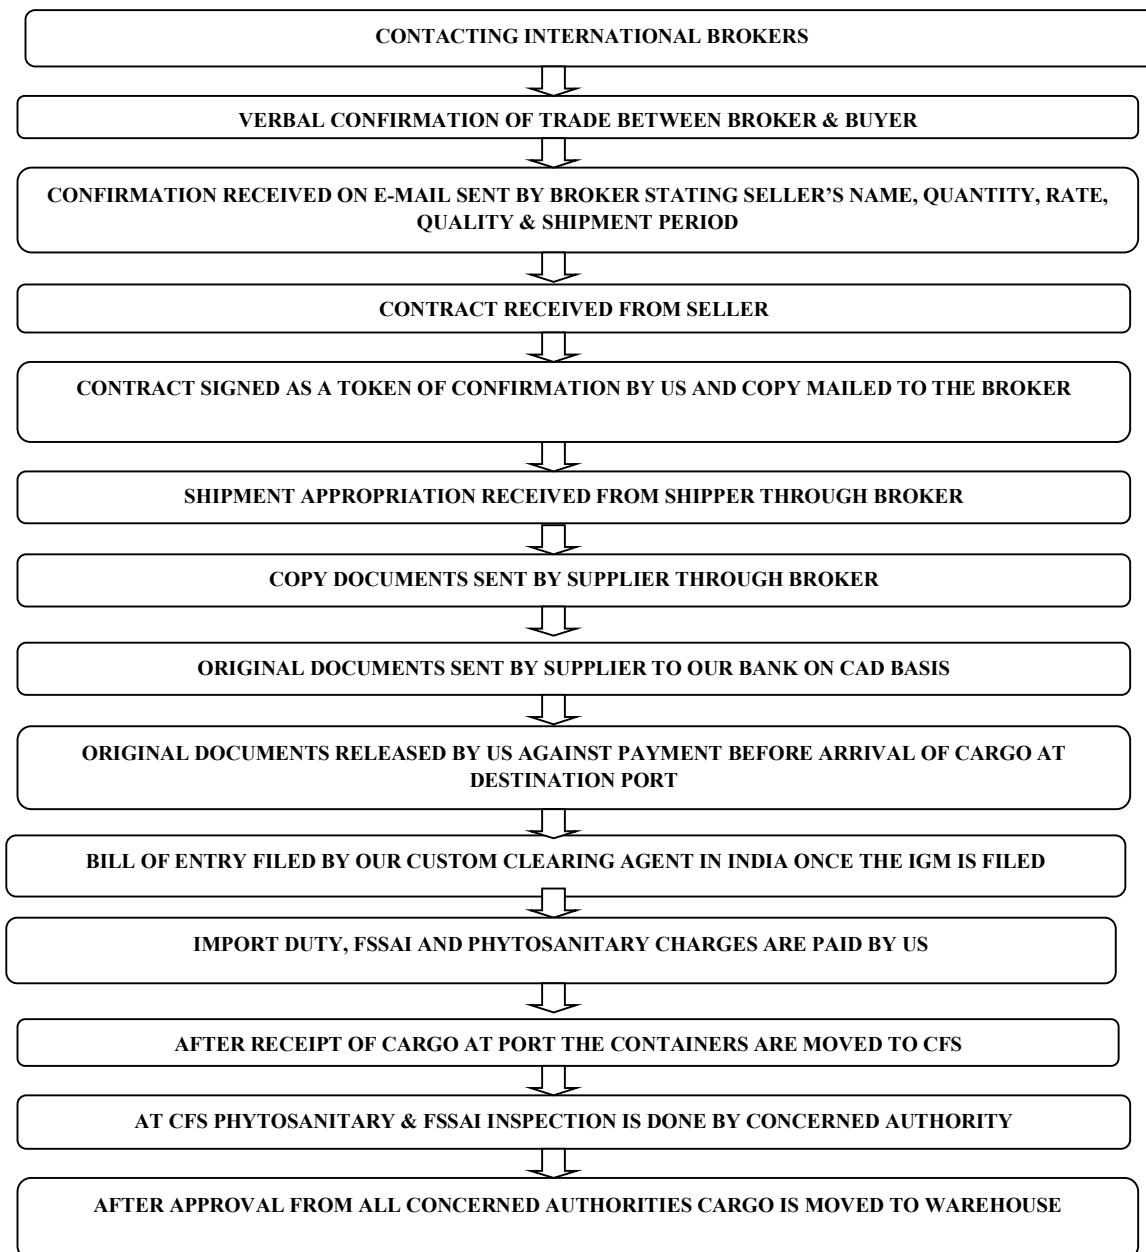 CONTACTING INTERNATIONAL BROKERS
VERBAL CONFIRMATION OF TRADE BETWEEN BROKER & BUYER
CONFIRMATION RECEIVED ON E-MAIL SENT BY BROKER STATING SELLER’S NAME, QUANTITY, RATE,
QUALITY & SHIPMENT PERIOD
CONTRACT RECEIVED FROM SELLER
CONTRACT SIGNED AS A TOKEN OF CONFIRMATION BY US AND COPY MAILED TO THE BROKER
SHIPMENT APPROPRIATION RECEIVED FROM SHIPPER THROUGH BROKER
COPY DOCUMENTS SENT BY SUPPLIER THROUGH BROKER
ORIGINAL DOCUMENTS SENT BY SUPPLIER TO OUR BANK ON CAD BASIS
ORIGINAL DOCUMENTS RELEASED BY US AGAINST PAYMENT BEFORE ARRIVAL OF CARGO AT
DESTINATION PORT
BILL OF ENTRY FILED BY OUR CUSTOM CLEARING AGENT IN INDIA ONCE THE IGM IS FILED
IMPORT DUTY, FSSAI AND PHYTOSANITARY CHARGES ARE PAID BY US
AFTER RECEIPT OF CARGO AT PORT THE CONTAINERS ARE MOVED TO CFS
AT CFS PHYTOSANITARY & FSSAI INSPECTION IS DONE BY CONCERNED AUTHORITY
AFTER APPROVAL FROM ALL CONCERNED AUTHORITIES CARGO IS MOVED TO WAREHOUSE